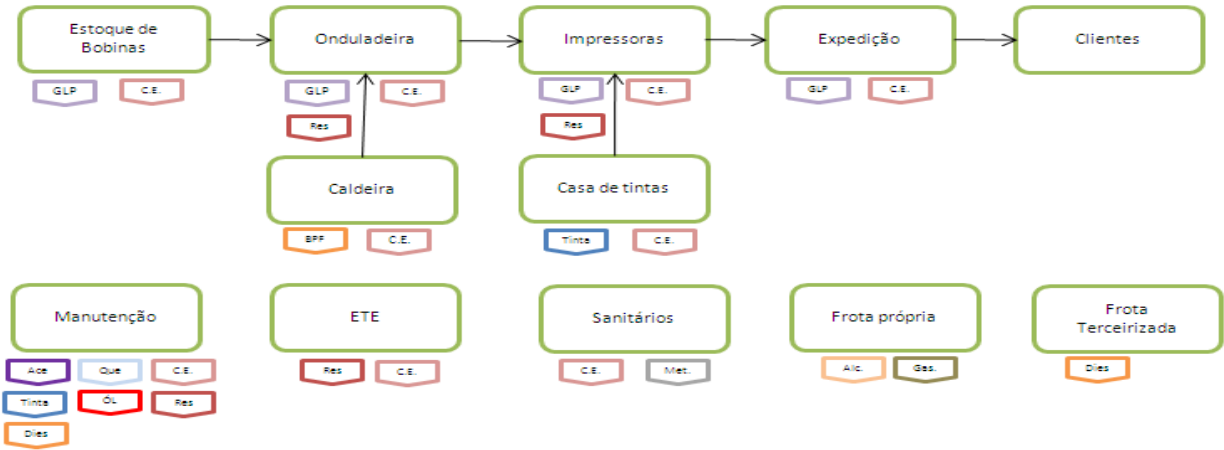 Estoque de
Bobinas
Onduladeira
Impressoras
Expedição
Clientes
GLP
C.E.
GLP
C.E.
GLP
C.E.
GLP
C.E.
Res
Res
Caldeira
Casa de tintas
BPF
C.E.
Tinta
C.E.
Manutenção
ETE
Sanitários
Frota própria
Frota
Terceirizada
Ace
Que
C.E.
Res
C.E.
C.E.
Met.
Alc.
Gas.
Dies
Tinta
ÓL
Res
Dies